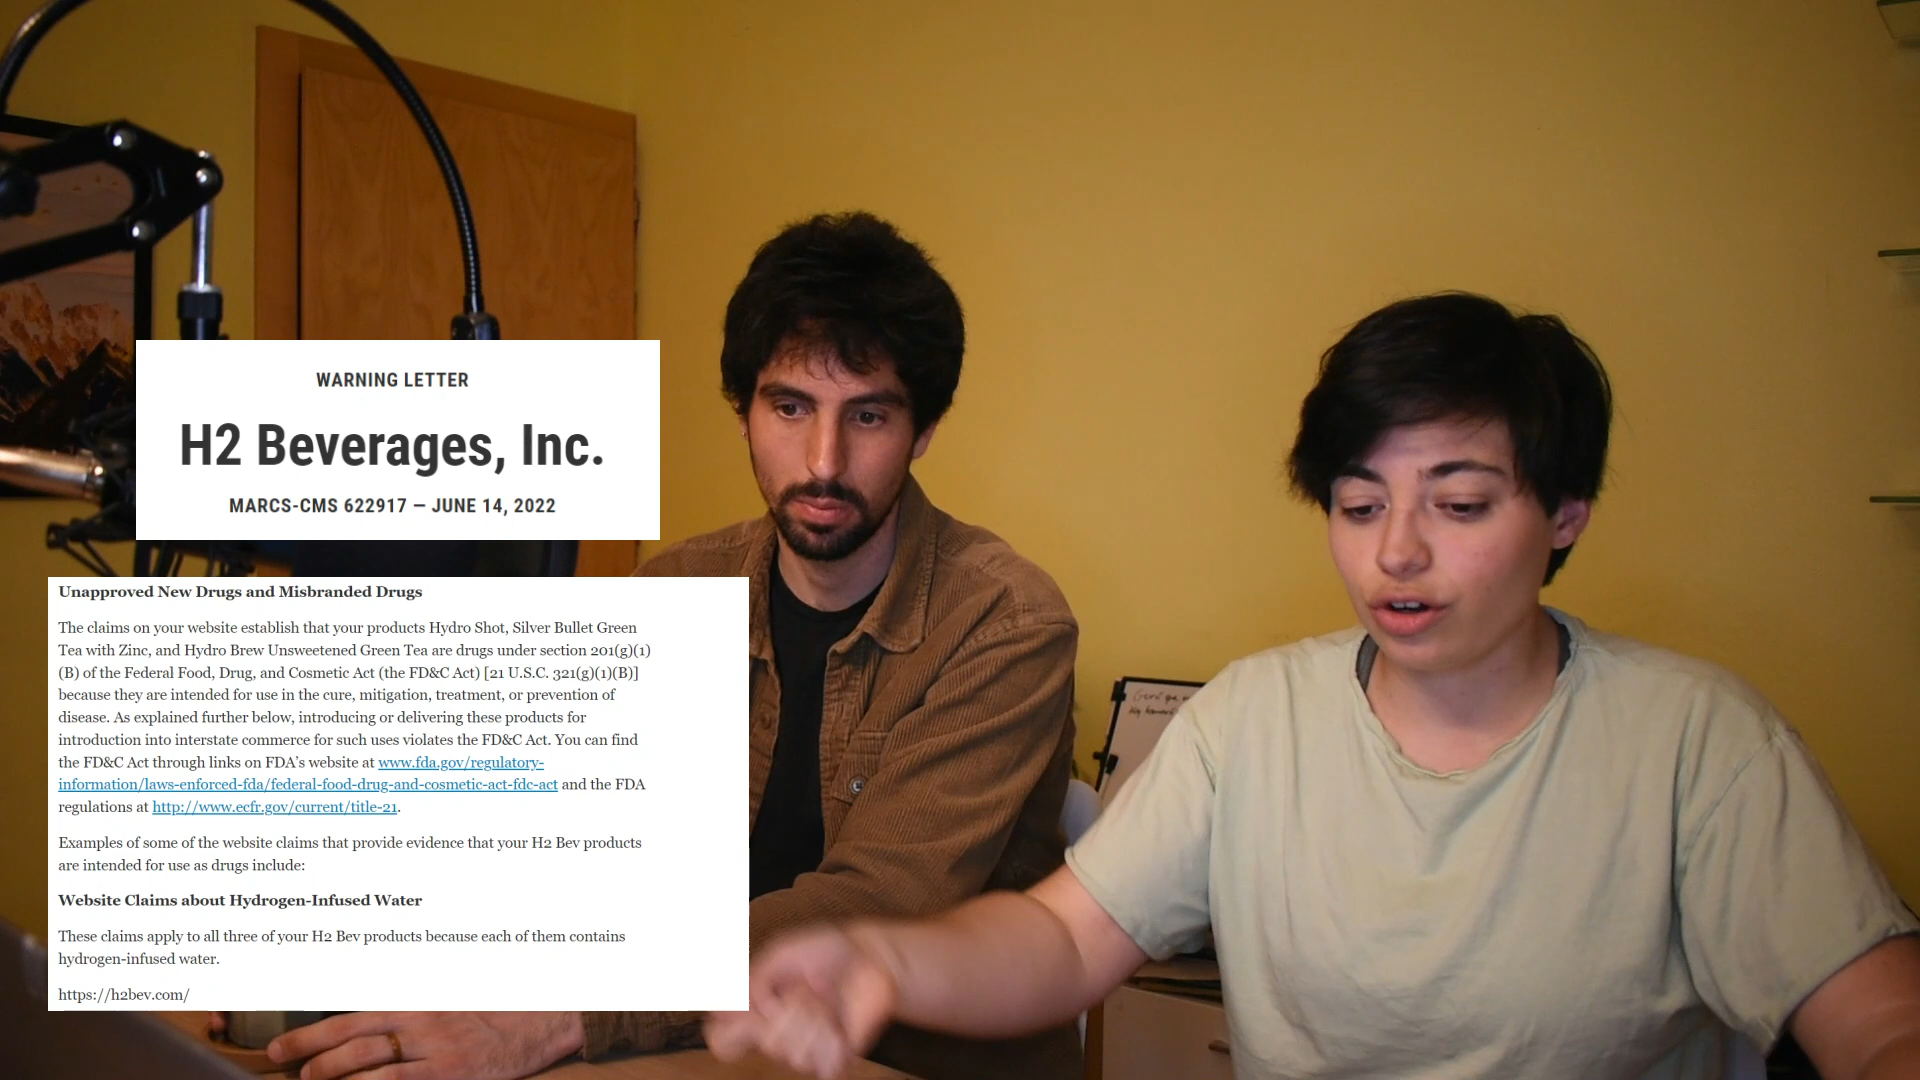 WARNING LETTER
H2 Beverages, Inc.
MARCS-CMS 622917 — JUNE 14, 2022
Unapproved New Drugs and Misbranded Drugs
The claims on your website establish that your products Hydro Shot, Silver Bullet Green
Tea with Zinc, and Hydro Brew Unsweetened Green Tea are drugs under section 201(g)(1)
(B) of the Federal Food, Drug, and Cosmetic Act (the FD&C Act) [21 U.S.C. 321(g)(1)(B)]
because they are intended for use in the cure, mitigation, treatment, or prevention of
disease. As explained further below, introducing or delivering these products for
introduction into interstate commerce for such uses violates the FD&C Act. You can find
the FD&C Act through links on FDA’s website at www.fda.gov/regulatory-
information/laws-enforced-fda/federal-food-drug-and-cosmetic-act-fdc-act and the FDA
regulations at http://www.ecfr.gov/current/title-21.
Examples of some of the website claims that provide evidence that your H2 Bev products
are intended for use as drugs include:
Website Claims about Hydrogen-Infused Water
These claims apply to all three of your H2 Bev products because each of them contains
hydrogen-infused water.
https://h2bev.com/